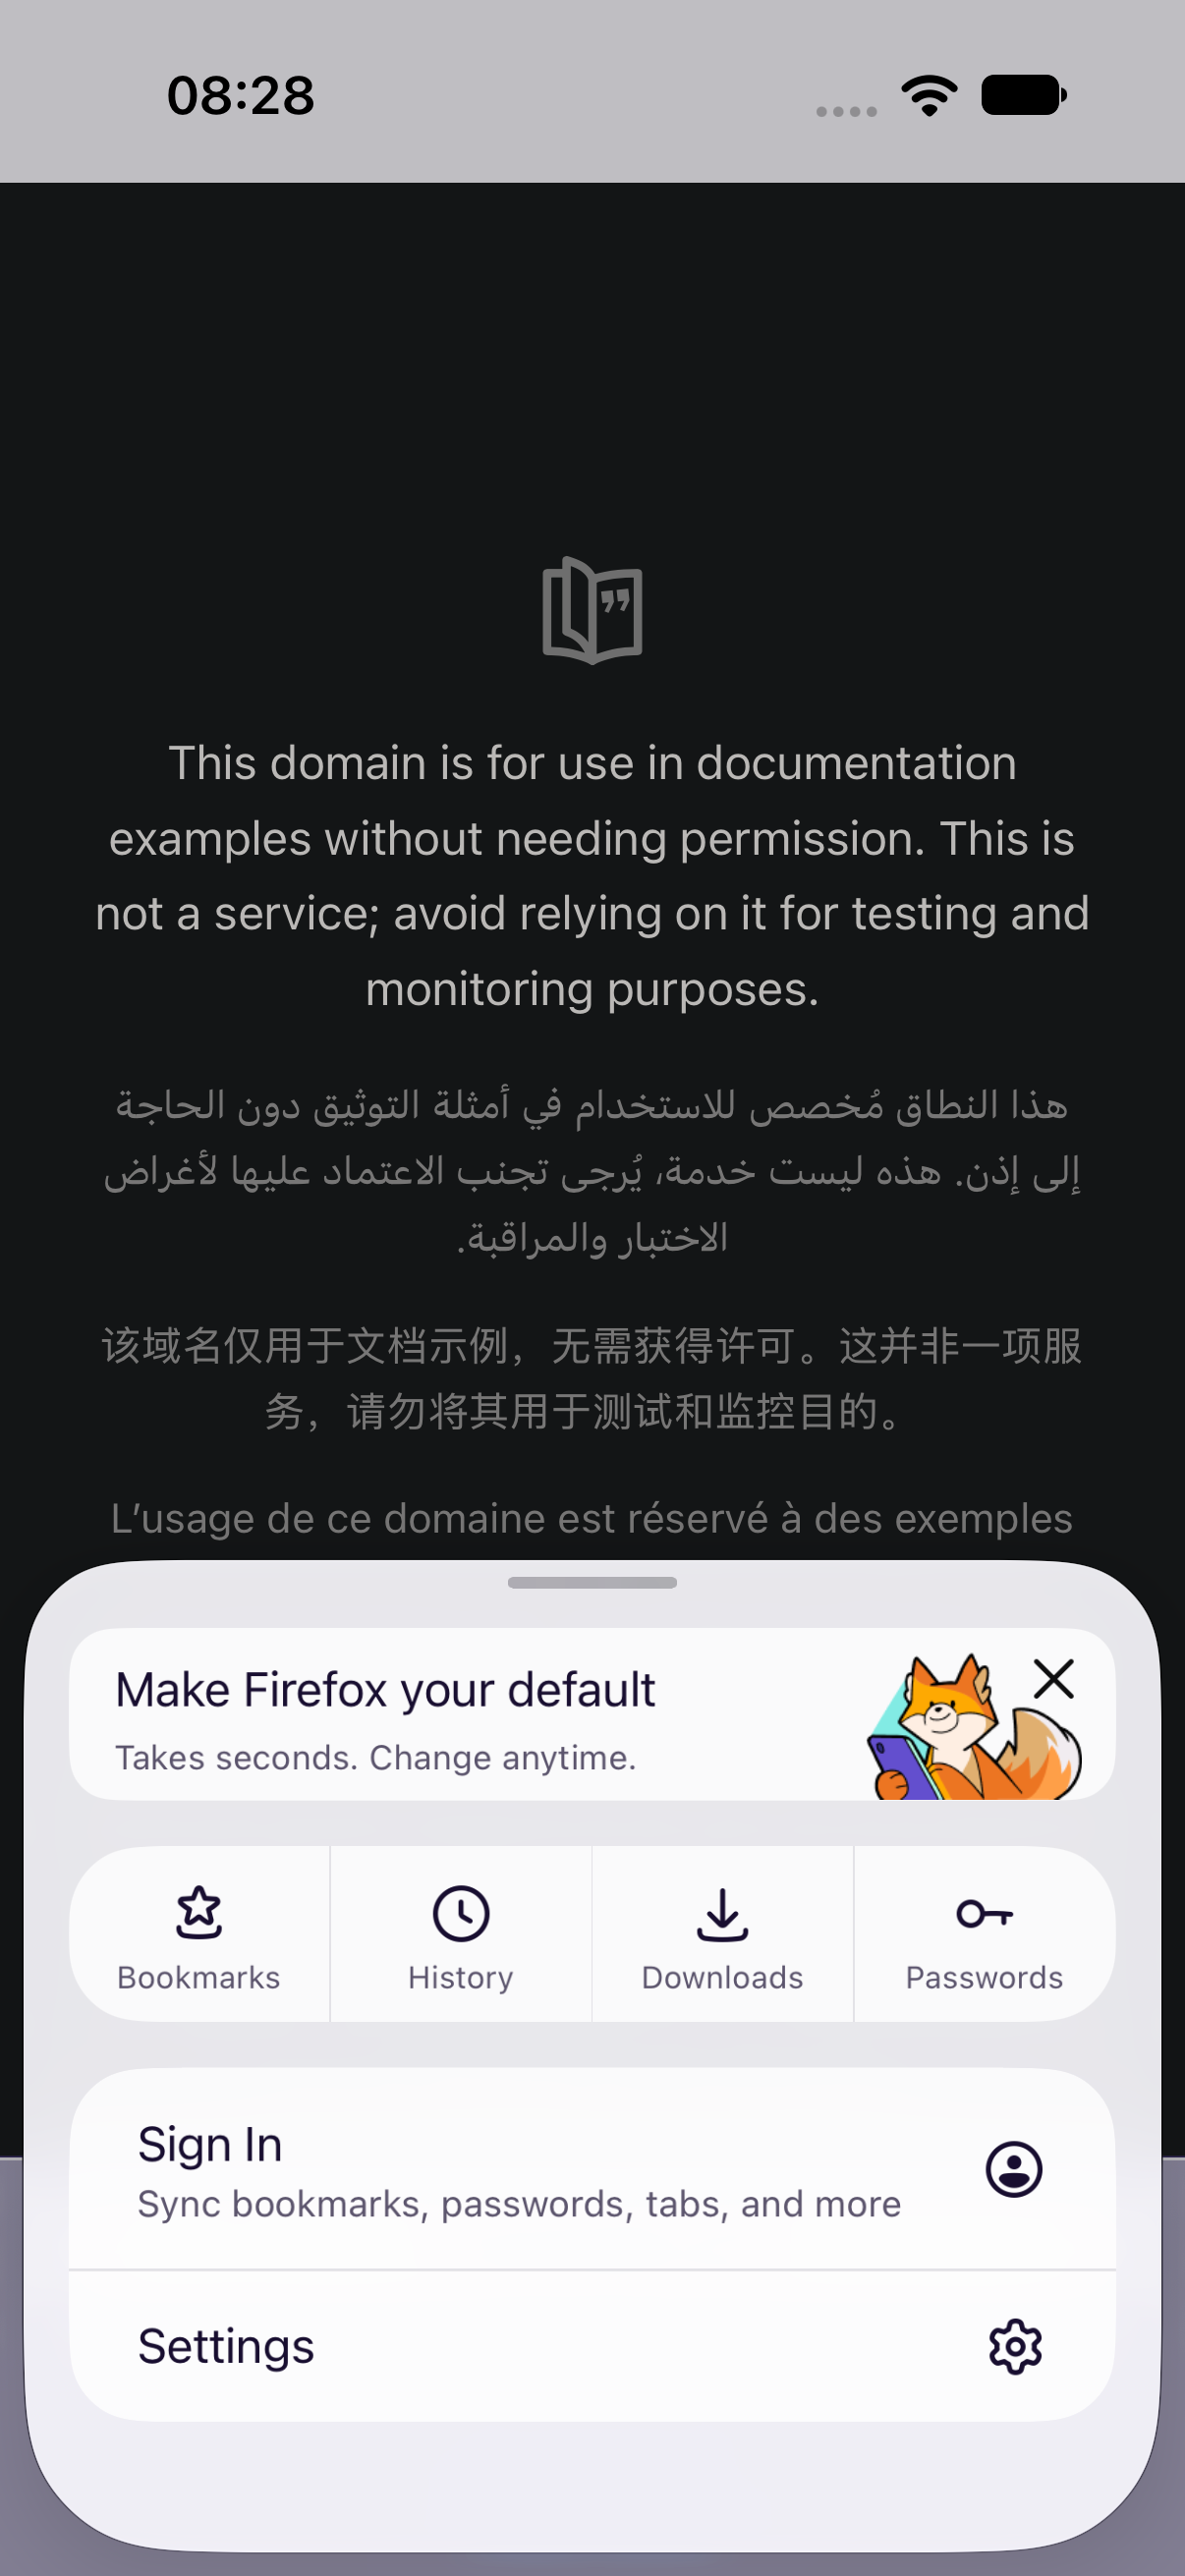 08:28
This domain is for use in documentation
examples without needing permission. This is
not a service; avoid relying on it for testing and
monitoring purposes.
هذا النطاق مُخصص للاستخدام في أمثلة التوثيق دون الحاجة
إلى إذن. هذه ليست خدمة، يُرجى تجنب الاعتماد عليها لأغراض
الاختبار والمراقبة.
该域名仅用于文档示例，无需获得许可。这并非一项服
务，请勿将其用于测试和监控目的。
L’usage de ce domaine est réservé à des exemples
Make Firefox your default
Takes seconds. Change anytime.
Bookmarks
History
Downloads
Passwords
Sign In
Sync bookmarks, passwords, tabs, and more
Settings